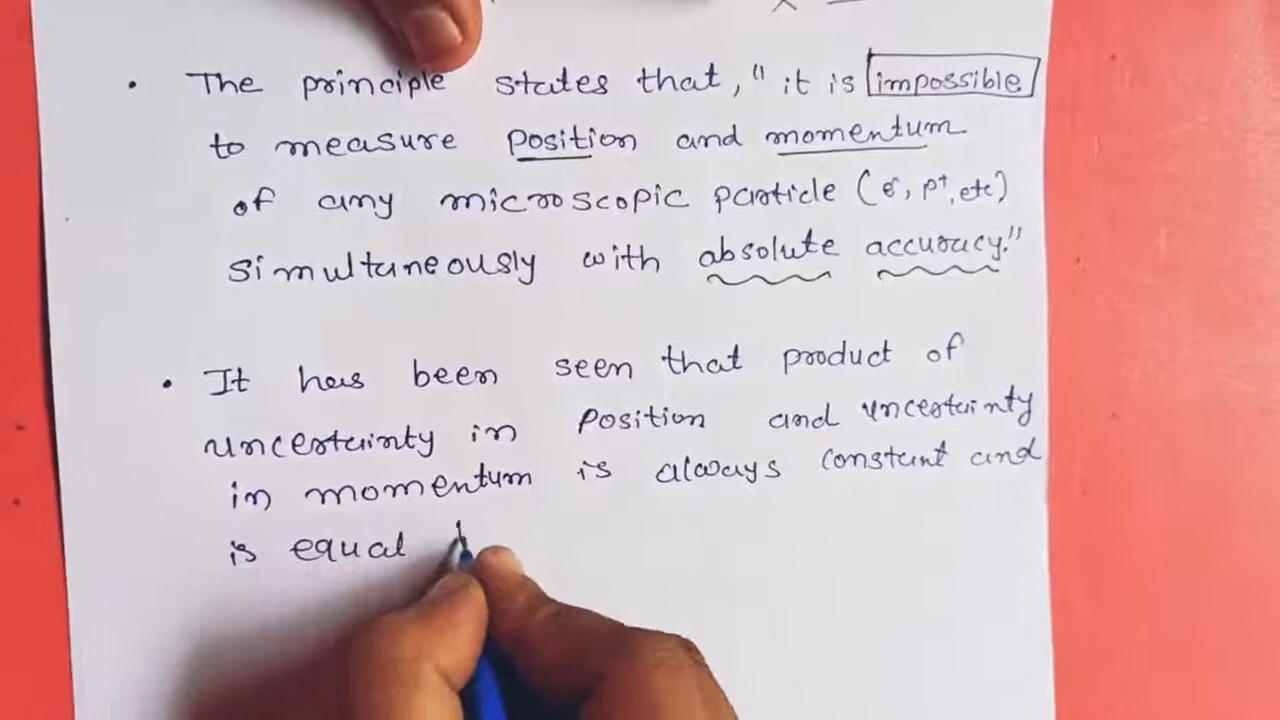 • The principle states that, "it is impossible
to measure position and momentum
of any microscopic particle (e⁻, p⁺, etc)
simultaneously with absolute accuracy."
• It has been seen that product of
uncertainty in position and uncertainty
in momentum is always constant and
is equal